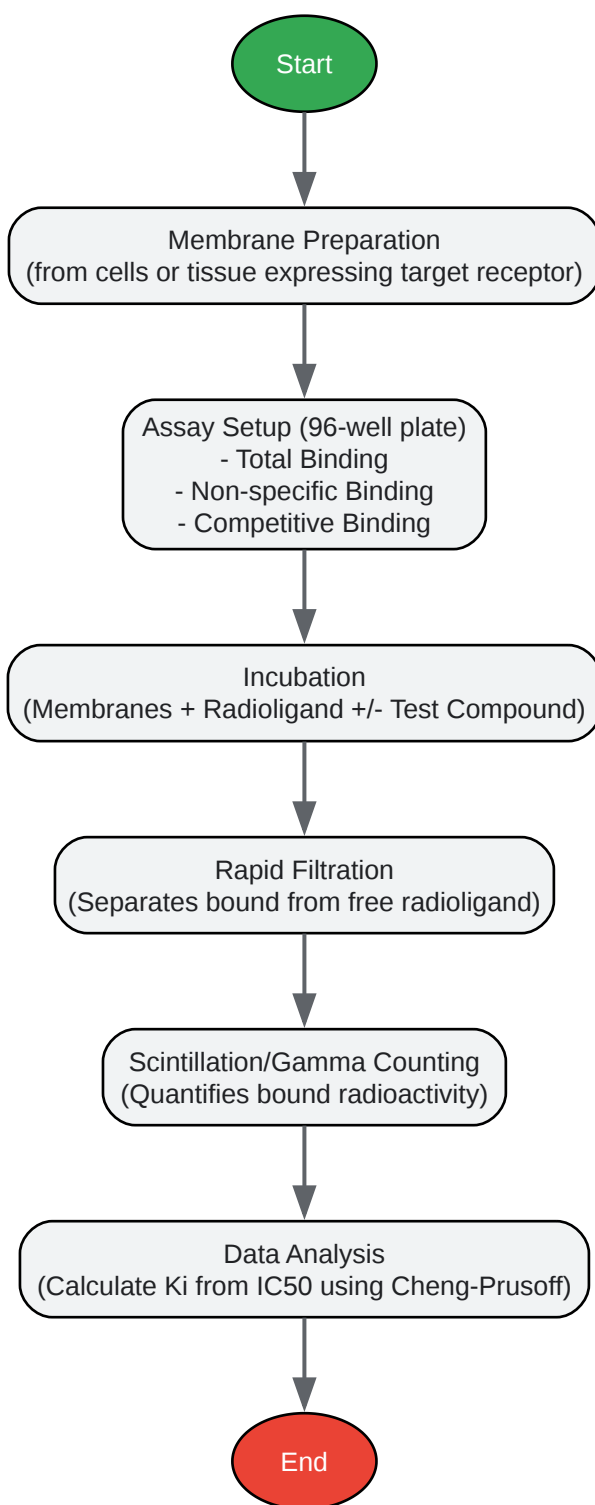 Start
Membrane Preparation
(from cells or tissue expressing target receptor)
Assay Setup (96-well plate)
- Total Binding
- Non-specific Binding
- Competitive Binding
Incubation
(Membranes + Radioligand +/- Test Compound)
Rapid Filtration
(Separates bound from free radioligand)
Scintillation/Gamma Counting
(Quantifies bound radioactivity)
Data Analysis
(Calculate Ki from IC50 using Cheng-Prusoff)
End